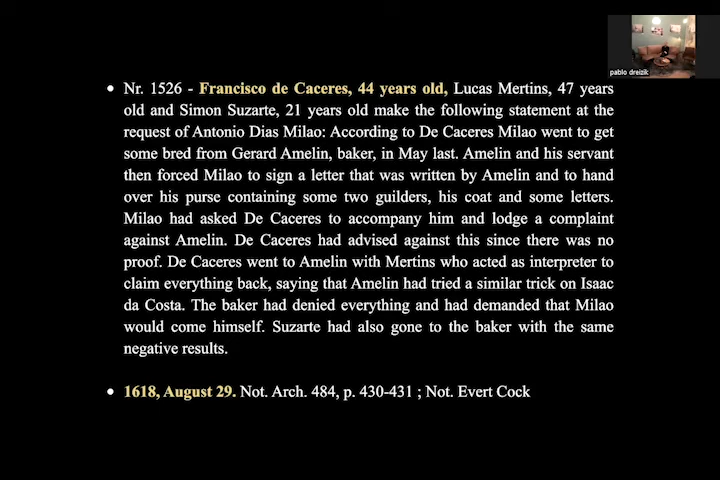 pablo dreizik
• Nr. 1526 - Francisco de Caceres, 44 years old, Lucas Mertins, 47 years
old and Simon Suzarte, 21 years old make the following statement at the
request of Antonio Dias Milao: According to De Caceres Milao went to get
some bred from Gerard Amelin, baker, in May last. Amelin and his servant
then forced Milao to sign a letter that was written by Amelin and to hand
over his purse containing some two guilders, his coat and some letters.
Milao had asked De Caceres to accompany him and lodge a complaint
against Amelin. De Caceres had advised against this since there was no
proof. De Caceres went to Amelin with Mertins who acted as interpreter to
claim everything back, saying that Amelin had tried a similar trick on Isaac
da Costa. The baker had denied everything and had demanded that Milao
would come himself. Suzarte had also gone to the baker with the same
negative results.
• 1618, August 29. Not. Arch. 484, p. 430-431 ; Not. Evert Cock